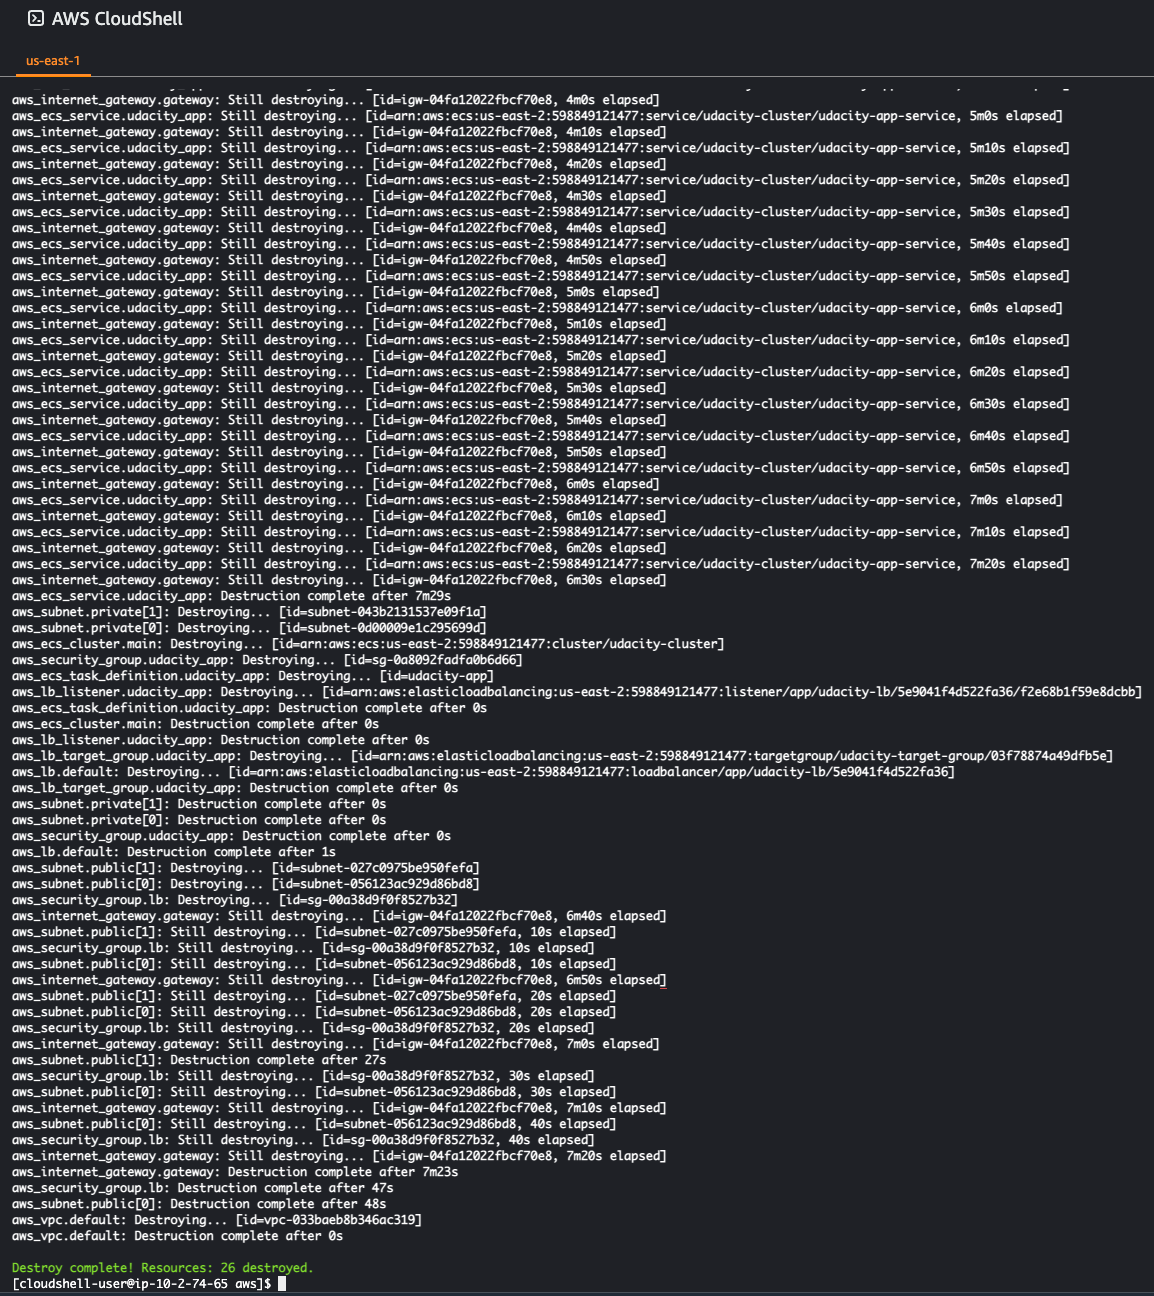 AWS CloudShell
us-east-1
aws_internet_gateway.gateway: Still destroying... [id=igw-04fa12022fbcf70e8, 4m0s elapsed]
aws_ecs_service.udacity_app: Still destroying... [id=arn:aws:ecs:us-east-2:598849121477:service/udacity-cluster/udacity-app-service, 5m0s elapsed]
aws_internet_gateway.gateway: Still destroying... [id=igw-04fa12022fbcf70e8, 4m10s elapsed]
aws_ecs_service.udacity_app: Still destroying... [id=arn:aws:ecs:us-east-2:598849121477:service/udacity-cluster/udacity-app-service, 5m10s elapsed]
aws_internet_gateway.gateway: Still destroying... [id=igw-04fa12022fbcf70e8, 4m20s elapsed]
aws_ecs_service.udacity_app: Still destroying... [id=arn:aws:ecs:us-east-2:598849121477:service/udacity-cluster/udacity-app-service, 5m20s elapsed]
aws_internet_gateway.gateway: Still destroying... [id=igw-04fa12022fbcf70e8, 4m30s elapsed]
aws_ecs_service.udacity_app: Still destroying... [id=arn:aws:ecs:us-east-2:598849121477:service/udacity-cluster/udacity-app-service, 5m30s elapsed]
aws_internet_gateway.gateway: Still destroying... [id=igw-04fa12022fbcf70e8, 4m40s elapsed]
aws_ecs_service.udacity_app: Still destroying... [id=arn:aws:ecs:us-east-2:598849121477:service/udacity-cluster/udacity-app-service, 5m40s elapsed]
aws_internet_gateway.gateway: Still destroying... [id=igw-04fa12022fbcf70e8, 4m50s elapsed]
aws_ecs_service.udacity_app: Still destroying... [id=arn:aws:ecs:us-east-2:598849121477:service/udacity-cluster/udacity-app-service, 5m50s elapsed]
aws_internet_gateway.gateway: Still destroying... [id=igw-04fa12022fbcf70e8, 5m0s elapsed]
aws_ecs_service.udacity_app: Still destroying... [id=arn:aws:ecs:us-east-2:598849121477:service/udacity-cluster/udacity-app-service, 6m0s elapsed]
aws_internet_gateway.gateway: Still destroying... [id=igw-04fa12022fbcf70e8, 5m10s elapsed]
aws_ecs_service.udacity_app: Still destroying... [id=arn:aws:ecs:us-east-2:598849121477:service/udacity-cluster/udacity-app-service, 6m10s elapsed]
aws_internet_gateway.gateway: Still destroying... [id=igw-04fa12022fbcf70e8, 5m20s elapsed]
aws_ecs_service.udacity_app: Still destroying... [id=arn:aws:ecs:us-east-2:598849121477:service/udacity-cluster/udacity-app-service, 6m20s elapsed]
aws_internet_gateway.gateway: Still destroying... [id=igw-04fa12022fbcf70e8, 5m30s elapsed]
aws_ecs_service.udacity_app: Still destroying... [id=arn:aws:ecs:us-east-2:598849121477:service/udacity-cluster/udacity-app-service, 6m30s elapsed]
aws_internet_gateway.gateway: Still destroying... [id=igw-04fa12022fbcf70e8, 5m40s elapsed]
aws_ecs_service.udacity_app: Still destroying... [id=arn:aws:ecs:us-east-2:598849121477:service/udacity-cluster/udacity-app-service, 6m40s elapsed]
aws_internet_gateway.gateway: Still destroying... [id=igw-04fa12022fbcf70e8, 5m50s elapsed]
aws_ecs_service.udacity_app: Still destroying... [id=arn:aws:ecs:us-east-2:598849121477:service/udacity-cluster/udacity-app-service, 6m50s elapsed]
aws_internet_gateway.gateway: Still destroying... [id=igw-04fa12022fbcf70e8, 6m0s elapsed]
aws_ecs_service.udacity_app: Still destroying... [id=arn:aws:ecs:us-east-2:598849121477:service/udacity-cluster/udacity-app-service, 7m0s elapsed]
aws_internet_gateway.gateway: Still destroying... [id=igw-04fa12022fbcf70e8, 6m10s elapsed]
aws_ecs_service.udacity_app: Still destroying... [id=arn:aws:ecs:us-east-2:598849121477:service/udacity-cluster/udacity-app-service, 7m10s elapsed]
aws_internet_gateway.gateway: Still destroying... [id=igw-04fa12022fbcf70e8, 6m20s elapsed]
aws_ecs_service.udacity_app: Still destroying... [id=arn:aws:ecs:us-east-2:598849121477:service/udacity-cluster/udacity-app-service, 7m20s elapsed]
aws_internet_gateway.gateway: Still destroying... [id=igw-04fa12022fbcf70e8, 6m30s elapsed]
aws_ecs_service.udacity_app: Destruction complete after 7m29s
aws_subnet.private[1]: Destroying... [id=subnet-043b2131537e09f1a]
aws_subnet.private[0]: Destroying... [id=subnet-0d00009e1c295699d]
aws_ecs_cluster.main: Destroying... [id=arn:aws:ecs:us-east-2:598849121477:cluster/udacity-cluster]
aws_security_group.udacity_app: Destroying... [id=sg-0a8092fadfa0b6d66]
aws_ecs_task_definition.udacity_app: Destroying... [id=udacity-app]
aws_lb_listener.udacity_app: Destroying... [id=arn:aws:elasticloadbalancing:us-east-2:598849121477:listener/app/udacity-lb/5e9041f4d522fa36/f2e68b1f59e8dcbb]
aws_ecs_task_definition.udacity_app: Destruction complete after 0s
aws_ecs_cluster.main: Destruction complete after 0s
aws_lb_listener.udacity_app: Destruction complete after 0s
aws_lb_target_group.udacity_app: Destroying... [id=arn:aws:elasticloadbalancing:us-east-2:598849121477:targetgroup/udacity-target-group/03f78874a49dfb5e]
aws_lb.default: Destroying... [id=arn:aws:elasticloadbalancing:us-east-2:598849121477:loadbalancer/app/udacity-lb/5e9041f4d522fa36]
aws_lb_target_group.udacity_app: Destruction complete after 0s
aws_subnet.private[1]: Destruction complete after 0s
aws_subnet.private[0]: Destruction complete after 0s
aws_security_group.udacity_app: Destruction complete after 0s
aws_lb.default: Destruction complete after 1s
aws_subnet.public[1]: Destroying... [id=subnet-027c0975be950fefa]
aws_subnet.public[0]: Destroying... [id=subnet-056123ac929d86bd8]
aws_security_group.lb: Destroying... [id=sg-00a38d9f0f8527b32]
aws_internet_gateway.gateway: Still destroying... [id=igw-04fa12022fbcf70e8, 6m40s elapsed]
aws_subnet.public[1]: Still destroying... [id=subnet-027c0975be950fefa, 10s elapsed]
aws_security_group.lb: Still destroying... [id=sg-00a38d9f0f8527b32, 10s elapsed]
aws_subnet.public[0]: Still destroying... [id=subnet-056123ac929d86bd8, 10s elapsed]
aws_internet_gateway.gateway: Still destroying... [id=igw-04fa12022fbcf70e8, 6m50s elapsed]
aws_subnet.public[1]: Still destroying... [id=subnet-027c0975be950fefa, 20s elapsed]
aws_subnet.public[0]: Still destroying... [id=subnet-056123ac929d86bd8, 20s elapsed]
aws_security_group.lb: Still destroying... [id=sg-00a38d9f0f8527b32, 20s elapsed]
aws_internet_gateway.gateway: Still destroying... [id=igw-04fa12022fbcf70e8, 7m0s elapsed]
aws_subnet.public[1]: Destruction complete after 27s
aws_security_group.lb: Still destroying... [id=sg-00a38d9f0f8527b32, 30s elapsed]
aws_subnet.public[0]: Still destroying... [id=subnet-056123ac929d86bd8, 30s elapsed]
aws_internet_gateway.gateway: Still destroying... [id=igw-04fa12022fbcf70e8, 7m10s elapsed]
aws_subnet.public[0]: Still destroying... [id=subnet-056123ac929d86bd8, 40s elapsed]
aws_security_group.lb: Still destroying... [id=sg-00a38d9f0f8527b32, 40s elapsed]
aws_internet_gateway.gateway: Still destroying... [id=igw-04fa12022fbcf70e8, 7m20s elapsed]
aws_internet_gateway.gateway: Destruction complete after 7m23s
aws_security_group.lb: Destruction complete after 47s
aws_subnet.public[0]: Destruction complete after 48s
aws_vpc.default: Destroying... [id=vpc-033baeb8b346ac319]
aws_vpc.default: Destruction complete after 0s
Destroy complete! Resources: 26 destroyed.
[cloudshell-user@ip-10-2-74-65 aws]$